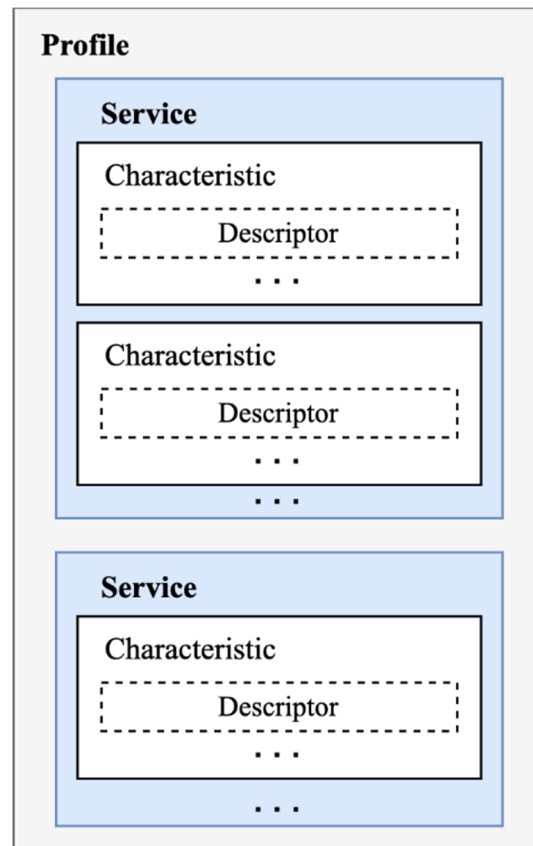 Profile
Service
Characteristic
Descriptor
. . .
Characteristic
Descriptor
. . .
. . .
Service
Characteristic
Descriptor
. . .
. . .